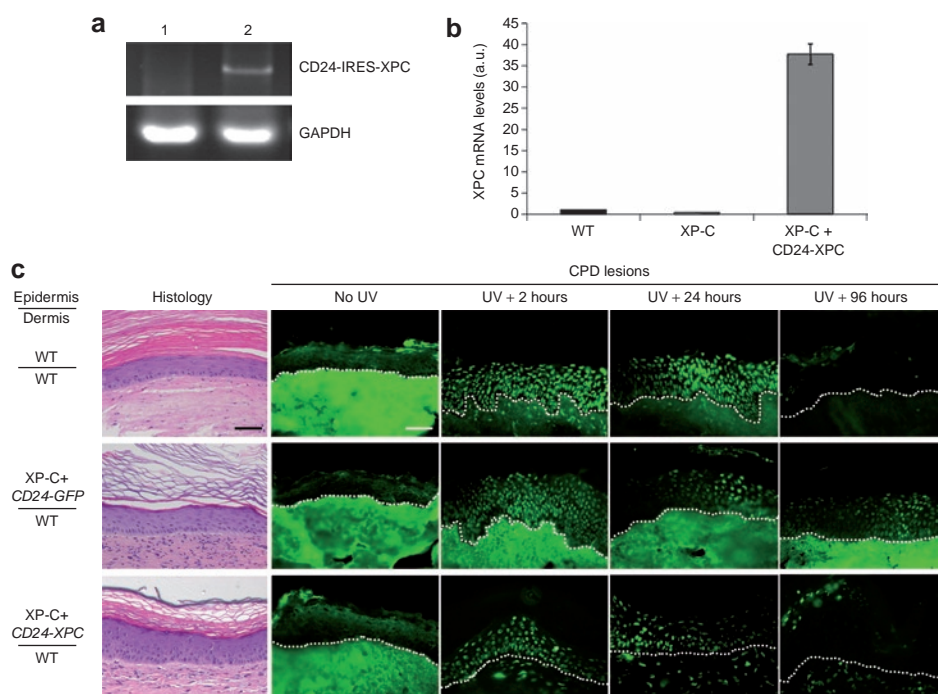 a
1 2
CD24-IRES-XPC
GAPDH
b
XPC mRNA levels (a.u.)
45
40
35
30
25
20
15
10
5
0
WT
XP-C
XP-C +
CD24-XPC
c
CPD lesions
Epidermis
Dermis
Histology
No UV
UV + 2 hours
UV + 24 hours
UV + 96 hours
WT
WT
XP-C+
CD24-GFP
WT
XP-C+
CD24-XPC
WT